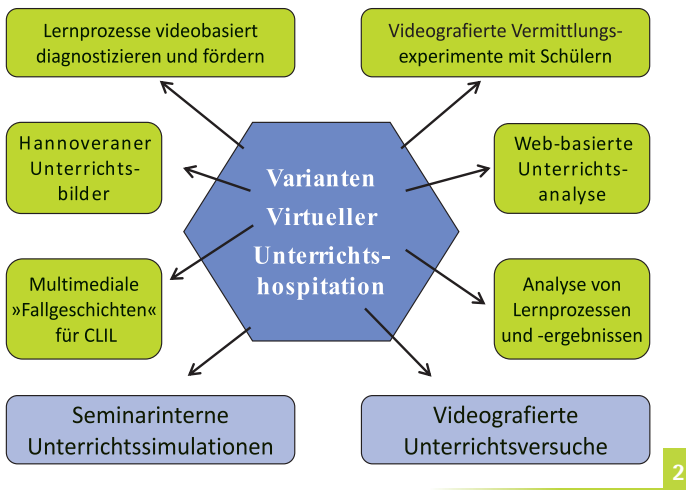 Lernprozesse videobasiert
diagnostizieren und fördern
Videografierte Vermittlungs-
experimente mit Schülern
Hannoveraner
Unterrichts-
bilder
Varianten
Virtueller
Unterrichts-
hospitation
Web-basierte
Unterrichts-
analyse
Multimediale
»Fallgeschichten«
für CLIL
Analyse von
Lernprozessen
und -ergebnissen
Seminarinterne
Unterrichtssimulationen
Videografierte
Unterrichtsversuche
2